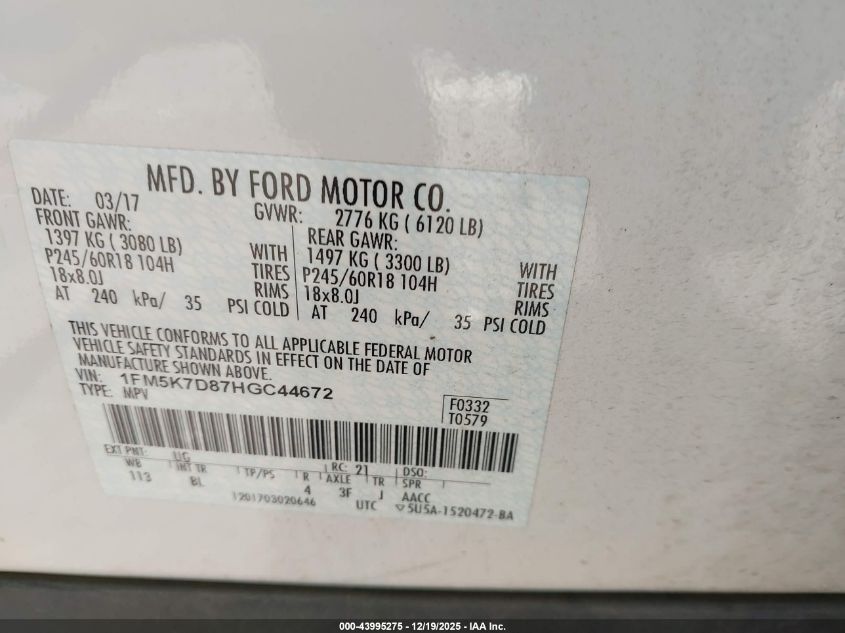 MFD. BY FORD MOTOR CO.
DATE: 03/17 GVWR: 2776 KG ( 6120 LB)
FRONT GAWR: REAR GAWR:
1397 KG ( 3080 LB) WITH 1497 KG ( 3300 LB) WITH
P245/60R18 104H TIRES P245/60R18 104H TIRES
18x8.0J RIMS 18x8.0J RIMS
AT 240 kPa/ 35 PSI COLD AT 240 kPa/ 35 PSI COLD
THIS VEHICLE CONFORMS TO ALL APPLICABLE FEDERAL MOTOR
VEHICLE SAFETY STANDARDS IN EFFECT ON THE DATE OF
MANUFACTURE SHOWN ABOVE.
VIN: 1FM5K7D87HGC44672
TYPE: MPV
F0332
T0579
EXT PNT: UG RC: 21 DSO:
WB INT TR TP/PS R AXLE TR SPR
113 BL 4 3F J AACC
1201703020646 UTC ▽5U5A-1520472-BA
000-43995275 - 12/19/2025 - IAA Inc.